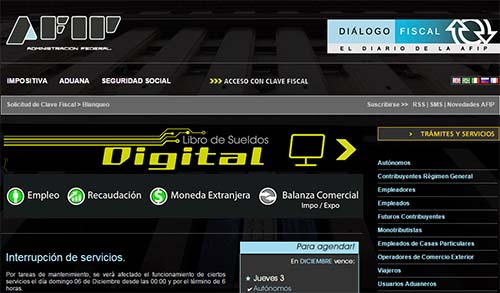 AFIP
ADMINISTRACION FEDERAL
DIÁLOGO FISCAL
EL DIARIO DE LA AFIP
IMPOSITIVA ADUANA SEGURIDAD SOCIAL >>> ACCESO CON CLAVE FISCAL
Solicitud de Clave Fiscal > Blanqueo
Suscribirse >> RSS | SMS | Novedades AFIP
Libro de Sueldos
Digital
Empleo Recaudación Moneda Extranjera Balanza Comercial
Impo / Expo
> TRÁMITES Y SERVICIOS
Autónomos
Contribuyentes Régimen General
Empleadores
Empleados
Futuros Contribuyentes
Monotributistas
Empleados de Casas Particulares
Operadores de Comercio Exterior
Viajeros
Usuarios Aduaneros
Interrupción de servicios.
Por tareas de mantenimiento, se verá afectado el funcionamiento de ciertos
servicios el día domingo 06 de Diciembre desde las 00:00 y por el término de 6
horas.
Para agendar!
En DICIEMBRE vence:
Jueves 3
Autónomos